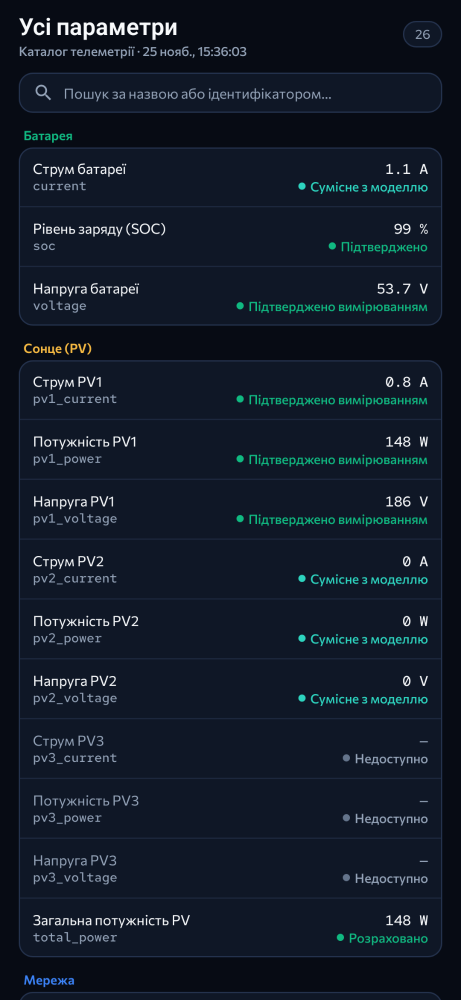 Усі параметри
26
Каталог телеметрії · 25 нояб., 15:36:03
Пошук за назвою або ідентифікатором...
Батарея
Струм батареї 1.1 A
current Сумісне з моделлю
Рівень заряду (SOC) 99 %
soc Підтверджено
Напруга батареї 53.7 V
voltage Підтверджено вимірюванням
Сонце (PV)
Струм PV1 0.8 A
pv1_current Підтверджено вимірюванням
Потужність PV1 148 W
pv1_power Підтверджено вимірюванням
Напруга PV1 186 V
pv1_voltage Підтверджено вимірюванням
Струм PV2 0 A
pv2_current Сумісне з моделлю
Потужність PV2 0 W
pv2_power Сумісне з моделлю
Напруга PV2 0 V
pv2_voltage Сумісне з моделлю
Струм PV3 —
pv3_current Недоступно
Потужність PV3 —
pv3_power Недоступно
Напруга PV3 —
pv3_voltage Недоступно
Загальна потужність PV 148 W
total_power Розраховано
Мережа